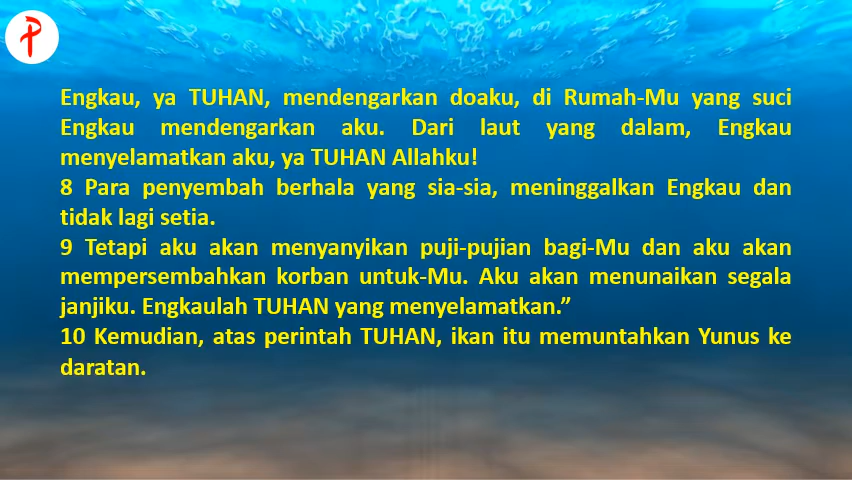 Engkau, ya TUHAN, mendengarkan doaku, di Rumah-Mu yang suci
Engkau mendengarkan aku. Dari laut yang dalam, Engkau
menyelamatkan aku, ya TUHAN Allahku!
8 Para penyembah berhala yang sia-sia, meninggalkan Engkau dan
tidak lagi setia.
9 Tetapi aku akan menyanyikan puji-pujian bagi-Mu dan aku akan
mempersembahkan korban untuk-Mu. Aku akan menunaikan segala
janjiku. Engkaulah TUHAN yang menyelamatkan.”
10 Kemudian, atas perintah TUHAN, ikan itu memuntahkan Yunus ke
daratan.